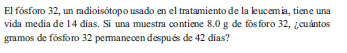 El fósforo 32, un radioisótopo usado en el tratamiento de la leucemia, tiene una
vida media de 14 días. Si una muestra contiene 8.0 g de fósforo 32, ¿cuántos
gramos de fósforo 32 permanecen después de 42 días?